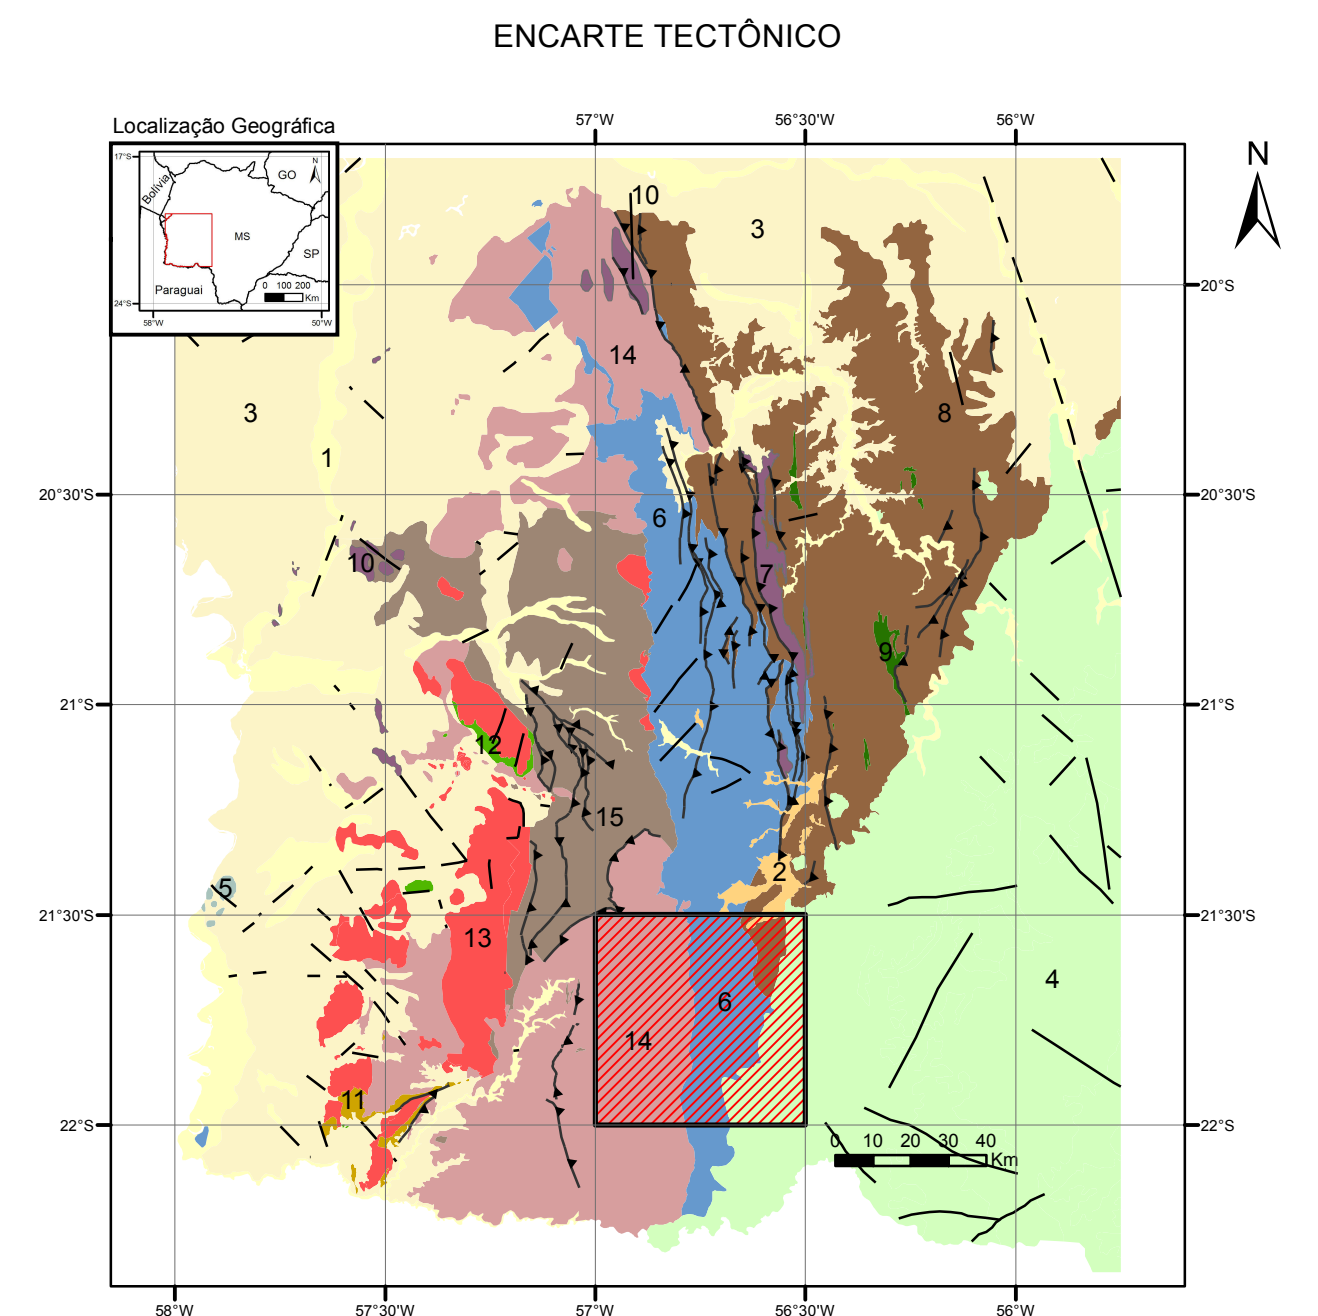 ENCARTE TECTÔNICO
Localização Geográfica
57°W 56°30'W 56°W
N
17°S
Bolívia
GO
N
MS
SP
Paraguai
0 100 200
Km
24°S
58°W 50°W
10
3
20°S
14
3
8
1
20°30'S 20°30'S
6
10
7
9
21°S 21°S
12
15
2
5
21°30'S 21°30'S
13
4
6
14
11
22°S 22°S
0 10 20 30 40
Km
58°W 57°30'W 57°W 56°30'W 56°W